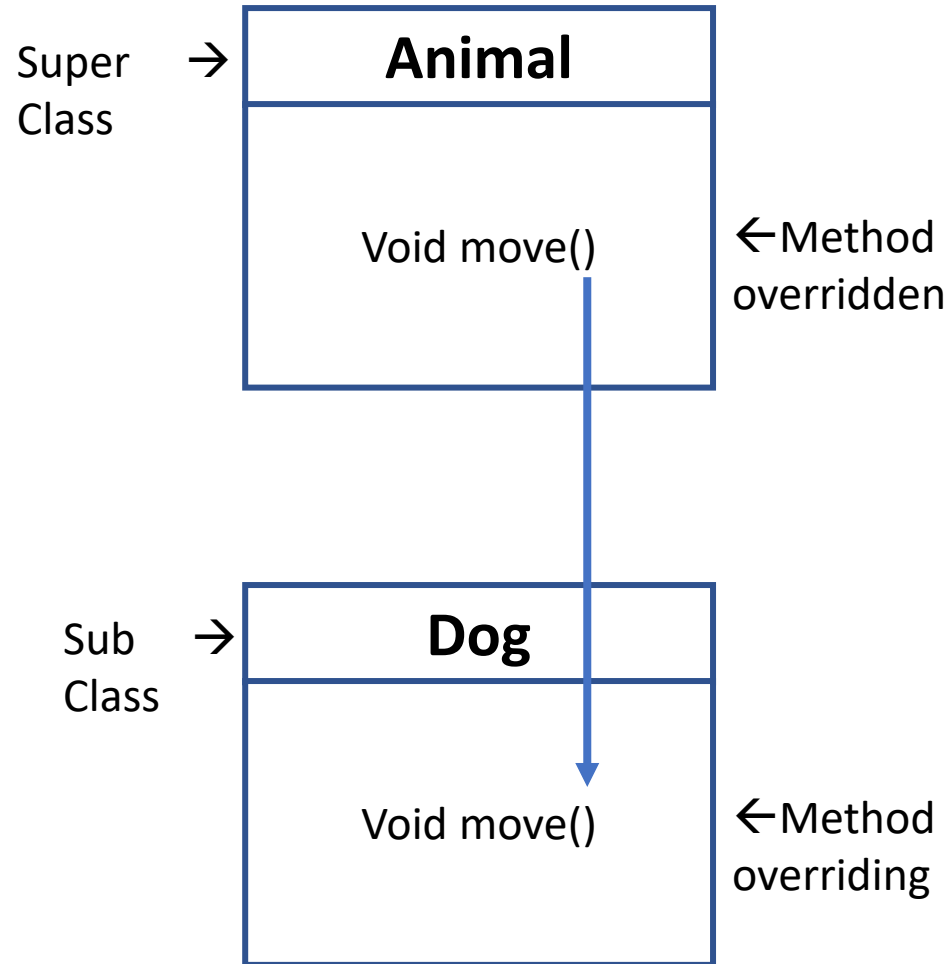 Super →
Class
Animal
Void move()
←Method
overridden
Sub →
Class
Dog
Void move()
←Method
overriding